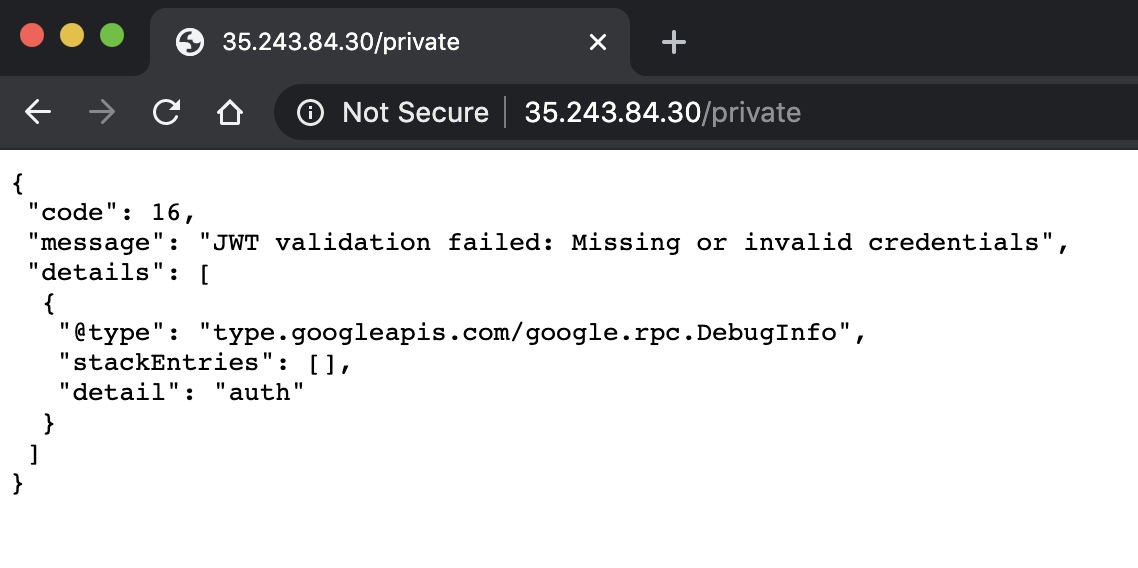 35.243.84.30/private
Not Secure | 35.243.84.30/private
{
 "code": 16,
 "message": "JWT validation failed: Missing or invalid credentials",
 "details": [
  {
   "@type": "type.googleapis.com/google.rpc.DebugInfo",
   "stackEntries": [],
   "detail": "auth"
  }
 ]
}